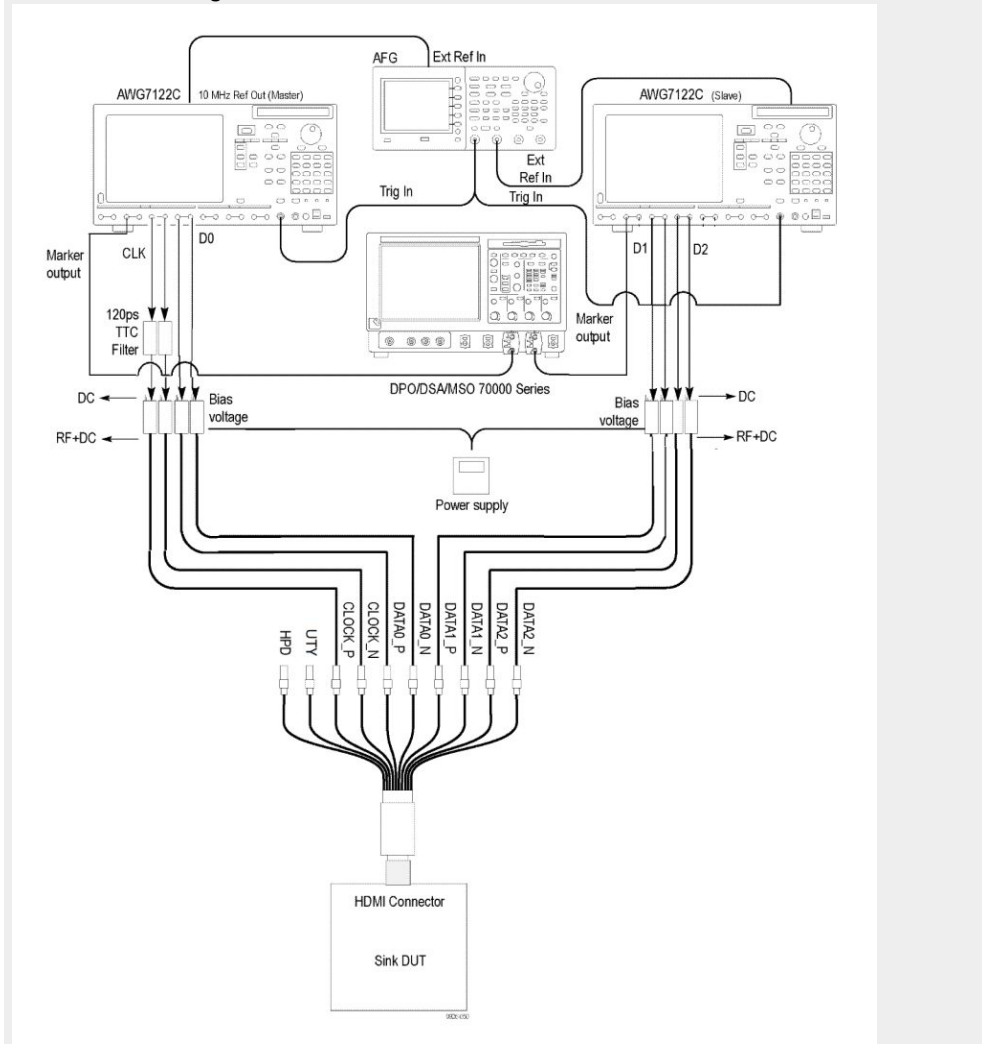 AFG
Ext Ref In
AWG7122C
10 MHz Ref Out (Master)
AWG7122C
(Slave)
Ext
Ref In
Trig In
Trig In
D0
D1
D2
CLK
Marker
output
120ps
TTC
Filter
Marker
output
DPO/DSA/MSO 70000 Series
DC
Bias
voltage
RF+DC
Bias
voltage
DC
RF+DC
Power supply
HPD
UTY
CLOCK_P
CLOCK_N
DATA0_P
DATA0_N
DATA1_P
DATA1_N
DATA2_P
DATA2_N
HDMI Connector
Sink DUT